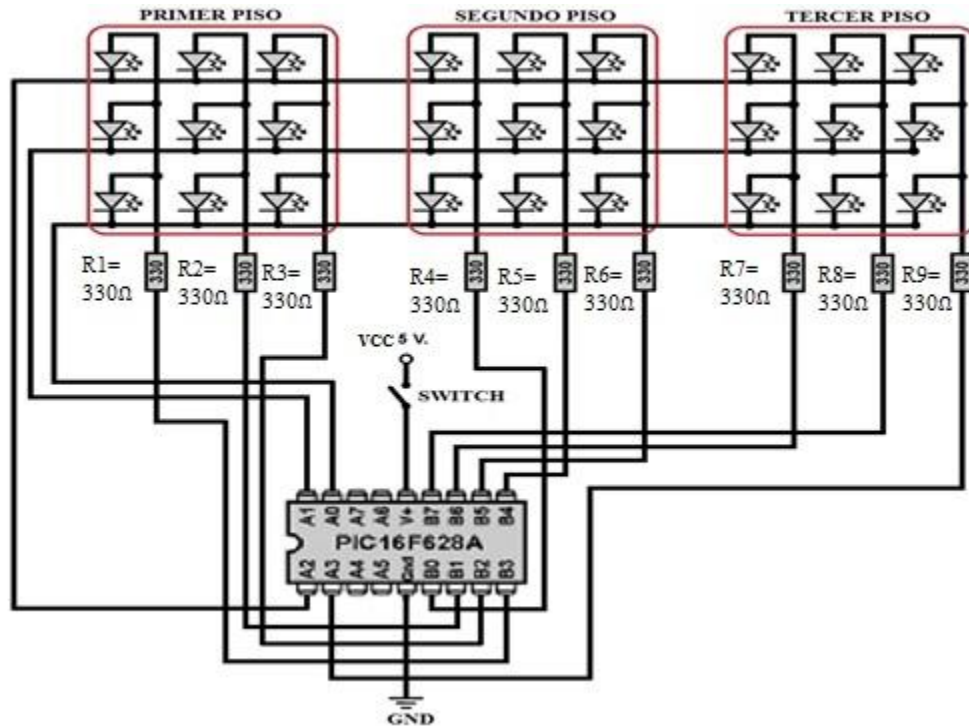 PRIMER PISO
SEGUNDO PISO
TERCER PISO
R1= 330Ω
330
R2= 330Ω
330
R3= 330Ω
330
R4= 330Ω
330
R5= 330Ω
330
R6= 330Ω
330
R7= 330Ω
330
R8= 330Ω
330
R9= 330Ω
330
VCC 5 V.
SWITCH
A1 A0 A7 A6 V+ B7 B6 B5 B4
PIC16F628A
A2 A3 A4 A5 Gnd B0 B1 B2 B3
GND